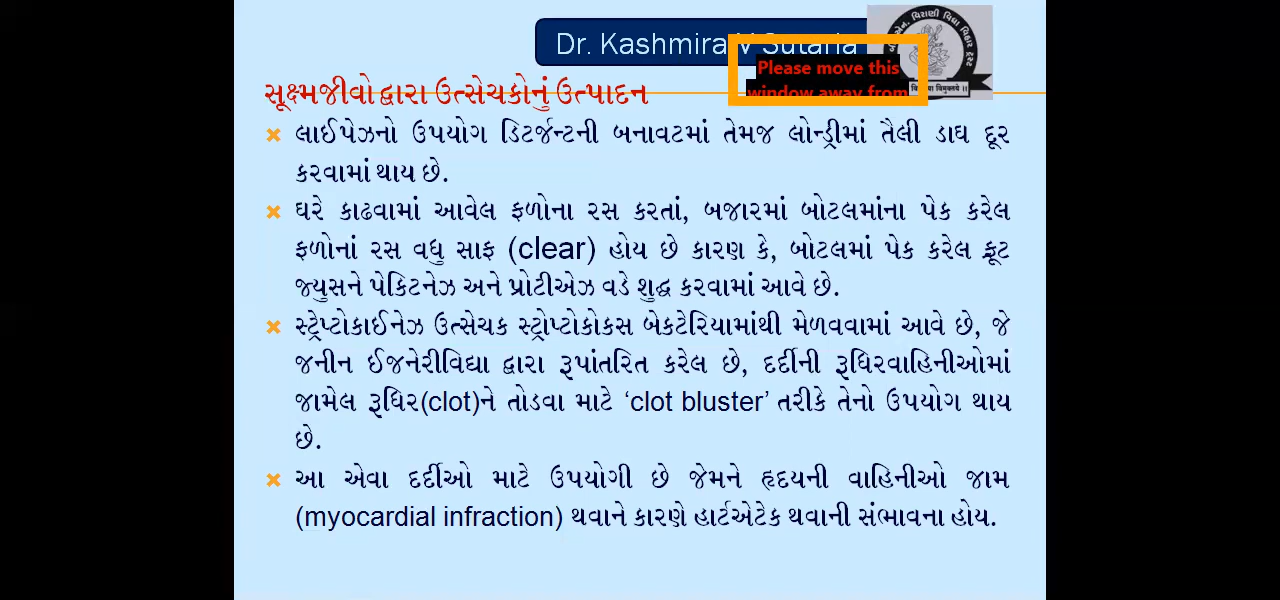 Dr. Kashmira V Sutaria
Please move this
window away from
સૂક્ષ્મજીવો દ્વારા ઉત્સેચકોનું ઉત્પાદન
લાઈપેઝનો ઉપયોગ ડિટર્જન્ટની બનાવટમાં તેમજ લોન્ડ્રીમાં તૈલી ડાઘ દૂર
કરવામાં થાય છે.
ઘરે કાઢવામાં આવેલ ફળોના રસ કરતાં, બજારમાં બોટલમાંના પેક કરેલ
ફળોનાં રસ વધુ સાફ (clear) હોય છે કારણ કે, બોટલમાં પેક કરેલ ફ્રૂટ
જ્યુસને પેકિટનેઝ અને પ્રોટીએઝ વડે શુદ્ધ કરવામાં આવે છે.
સ્ટ્રેપ્ટોકાઈનેઝ ઉત્સેચક સ્ટ્રોપ્ટોકોકસ બેકટેરિયામાંથી મેળવવામાં આવે છે, જે
જનીન ઈજનેરીવિદ્યા દ્વારા રૂપાંતરિત કરેલ છે, દર્દીની રૂધિરવાહિનીઓમાં
જામેલ રૂધિર(clot)ને તોડવા માટે ‘clot bluster’ તરીકે તેનો ઉપયોગ થાય
છે.
આ એવા દર્દીઓ માટે ઉપયોગી છે જેમને હૃદયની વાહિનીઓ જામ
(myocardial infraction) થવાને કારણે હાર્ટએટેક થવાની સંભાવના હોય.